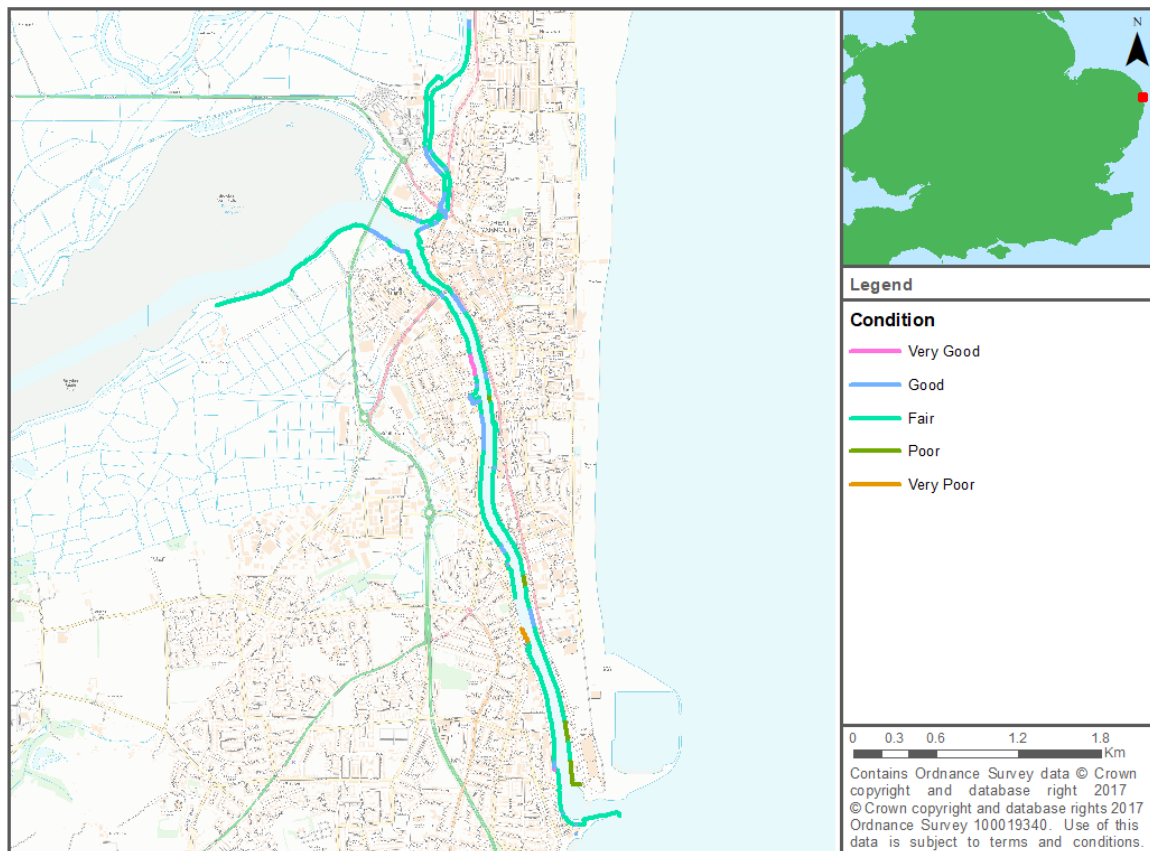 GREAT
YARMOUTH
N
Legend
Condition
Very Good
Good
Fair
Poor
Very Poor
0 0.3 0.6 1.2 1.8
Km
Contains Ordnance Survey data © Crown
copyright and database right 2017
© Crown copyright and database rights 2017
Ordnance Survey 100019340. Use of this
data is subject to terms and conditions.